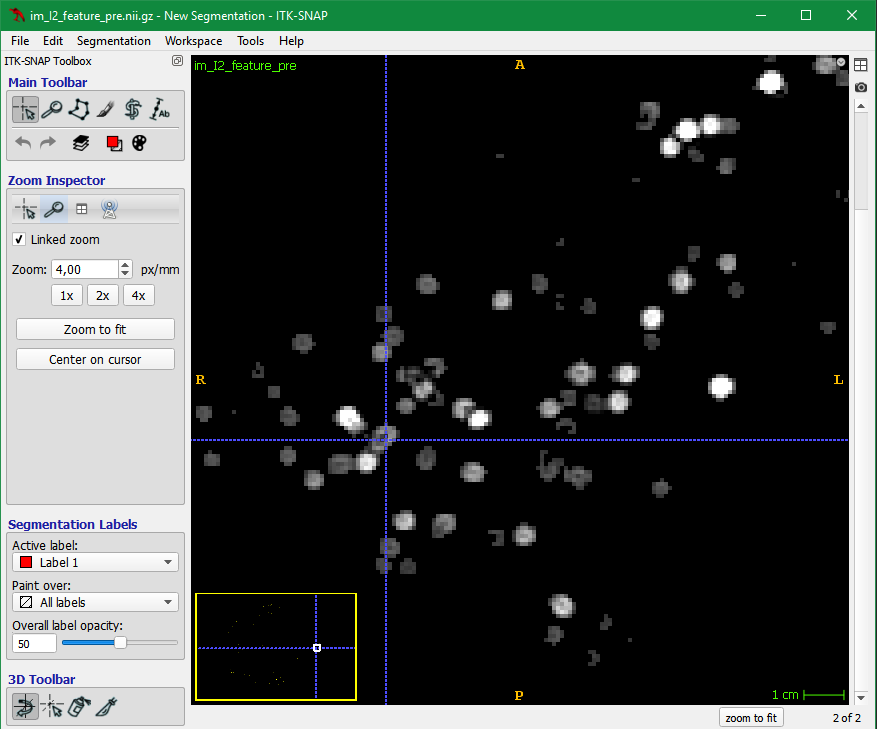 im_I2_feature_pre.nii.gz - New Segmentation - ITK-SNAP
File Edit Segmentation Workspace Tools Help
ITK-SNAP Toolbox
Main Toolbar
Ab
Zoom Inspector
Linked zoom
Zoom: 4,00 px/mm
1x 2x 4x
Zoom to fit
Center on cursor
Segmentation Labels
Active label:
Label 1
Paint over:
All labels
Overall label opacity:
50
3D Toolbar
im_I2_feature_pre
A
R
L
P
1 cm
zoom to fit
2 of 2